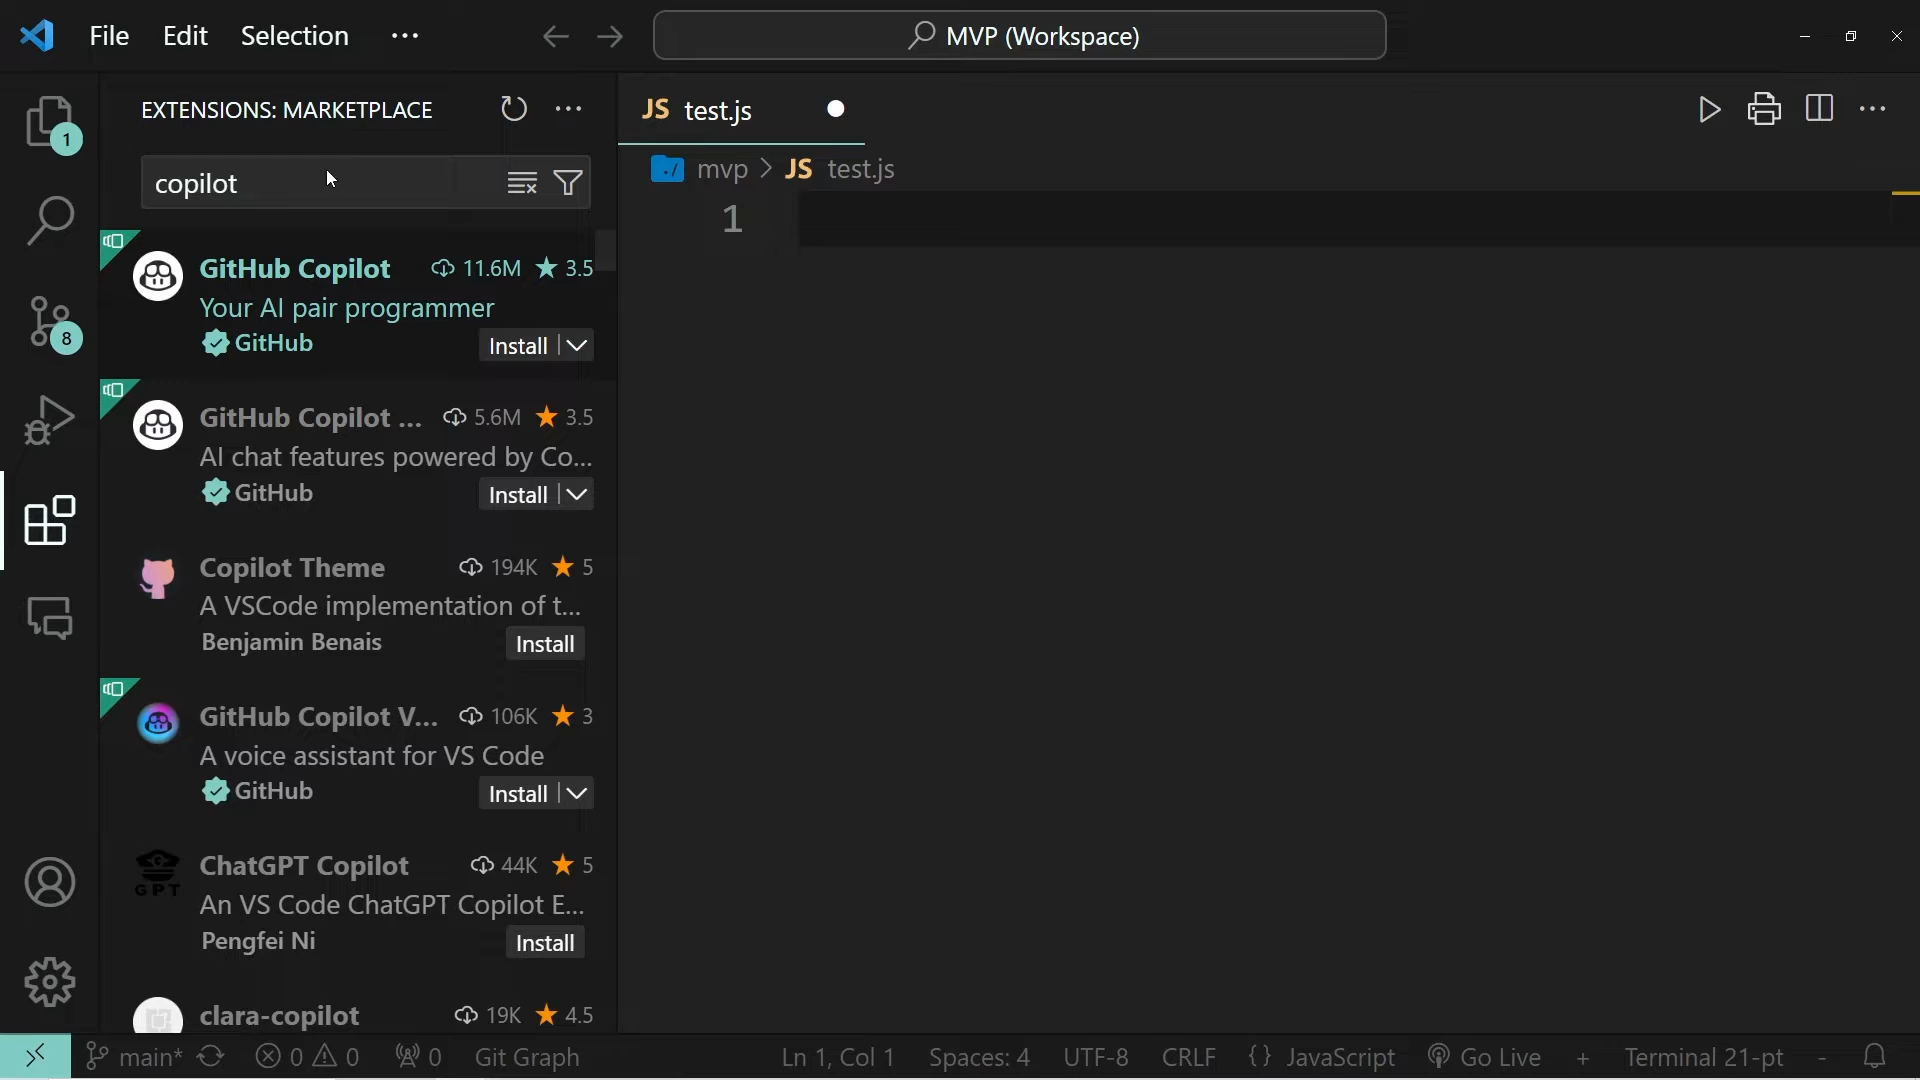 File Edit Selection ···
MVP (Workspace)
EXTENSIONS: MARKETPLACE
copilot
GitHub Copilot 11.6M 3.5
Your AI pair programmer
GitHub Install
GitHub Copilot ... 5.6M 3.5
AI chat features powered by Co...
GitHub Install
Copilot Theme 194K 5
A VSCode implementation of t...
Benjamin Benais Install
GitHub Copilot V... 106K 3
A voice assistant for VS Code
GitHub Install
ChatGPT Copilot 44K 5
An VS Code ChatGPT Copilot E...
Pengfei Ni Install
clara-copilot 19K 4.5
1
8
GPT
JS test.js
mvp > JS test.js
1
main* 0 0 0 Git Graph Ln 1, Col 1 Spaces: 4 UTF-8 CRLF {} JavaScript Go Live + Terminal 21-pt -